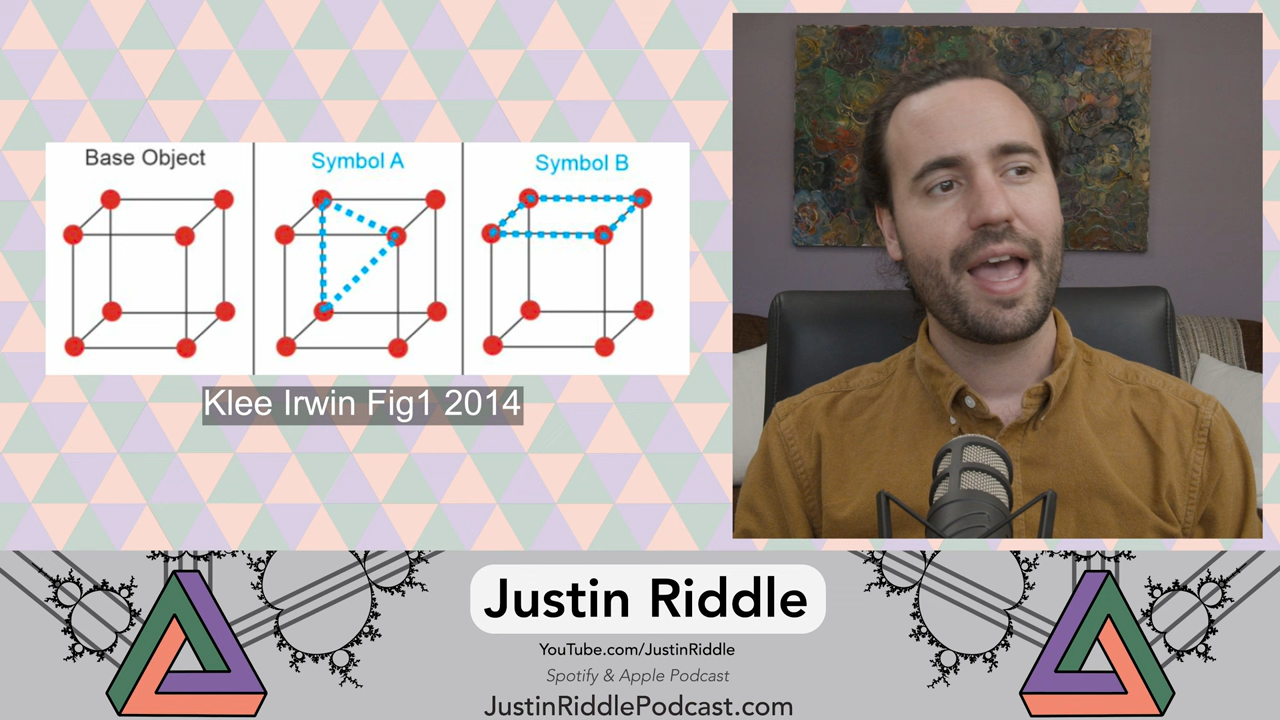 Base Object
Symbol A
Symbol B
Klee Irwin Fig1 2014
Justin Riddle
YouTube.com/JustinRiddle
Spotify & Apple Podcast
JustinRiddlePodcast.com